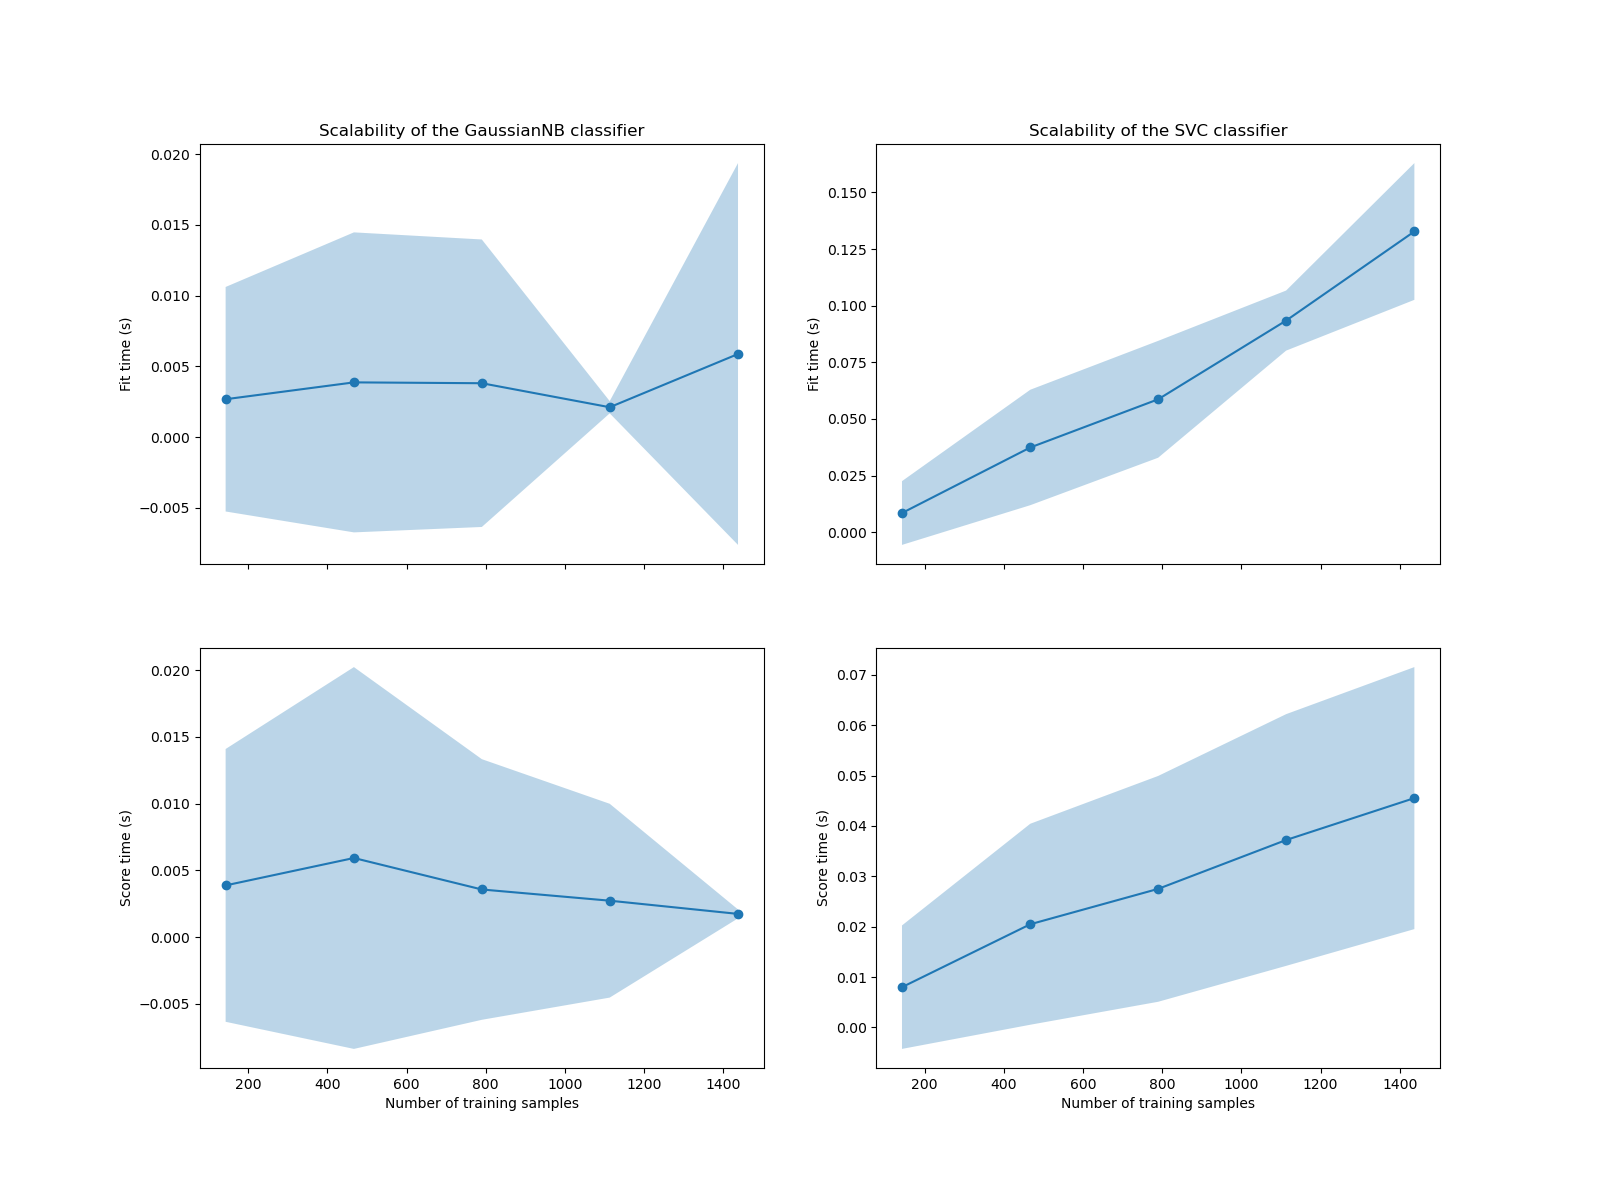 Scalability of the GaussianNB classifier
0.020
0.015
0.010
0.005
0.000
−0.005
Fit time (s)
Scalability of the SVC classifier
0.150
0.125
0.100
0.075
0.050
0.025
0.000
Fit time (s)
0.020
0.015
0.010
0.005
0.000
−0.005
Score time (s)
200 400 600 800 1000 1200 1400
Number of training samples
0.07
0.06
0.05
0.04
0.03
0.02
0.01
0.00
Score time (s)
200 400 600 800 1000 1200 1400
Number of training samples